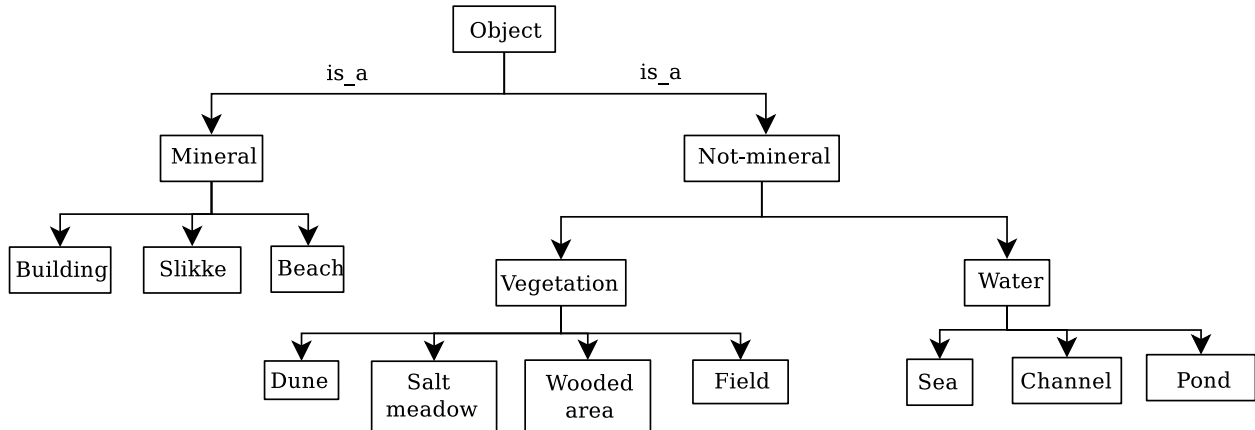 Object
is_a
is_a
Mineral
Not-mineral
Building
Slikke
Beach
Vegetation
Water
Dune
Salt
meadow
Wooded
area
Field
Sea
Channel
Pond